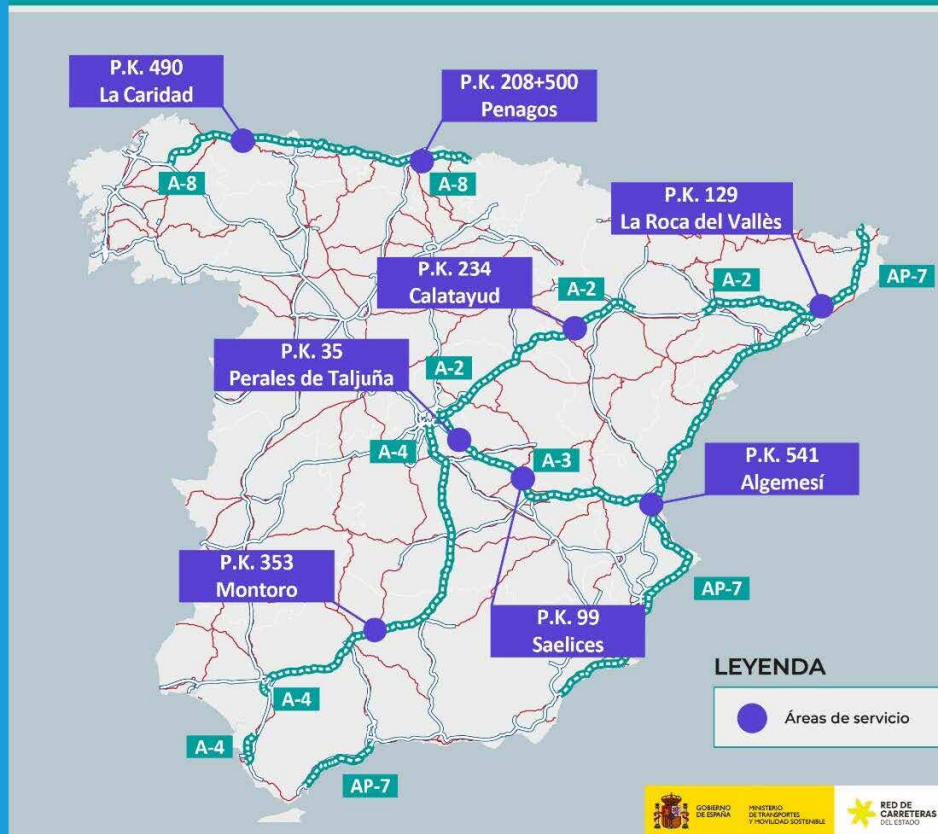 P.K. 490
La Caridad
P.K. 208+500
Penagos
A-8
A-8
P.K. 129
La Roca del Vallès
P.K. 234
Calatayud
A-2
A-2
AP-7
P.K. 35
Perales de Taljuña
A-2
A-4
A-3
P.K. 541
Algemesí
P.K. 353
Montoro
AP-7
P.K. 99
Saelices
A-4
A-4
AP-7
LEYENDA
Áreas de servicio
GOBIERNO
DE ESPAÑA
MINISTERIO
DE TRANSPORTES
Y MOVILIDAD SOSTENIBLE
RED DE
CARRETERAS
DEL ESTADO